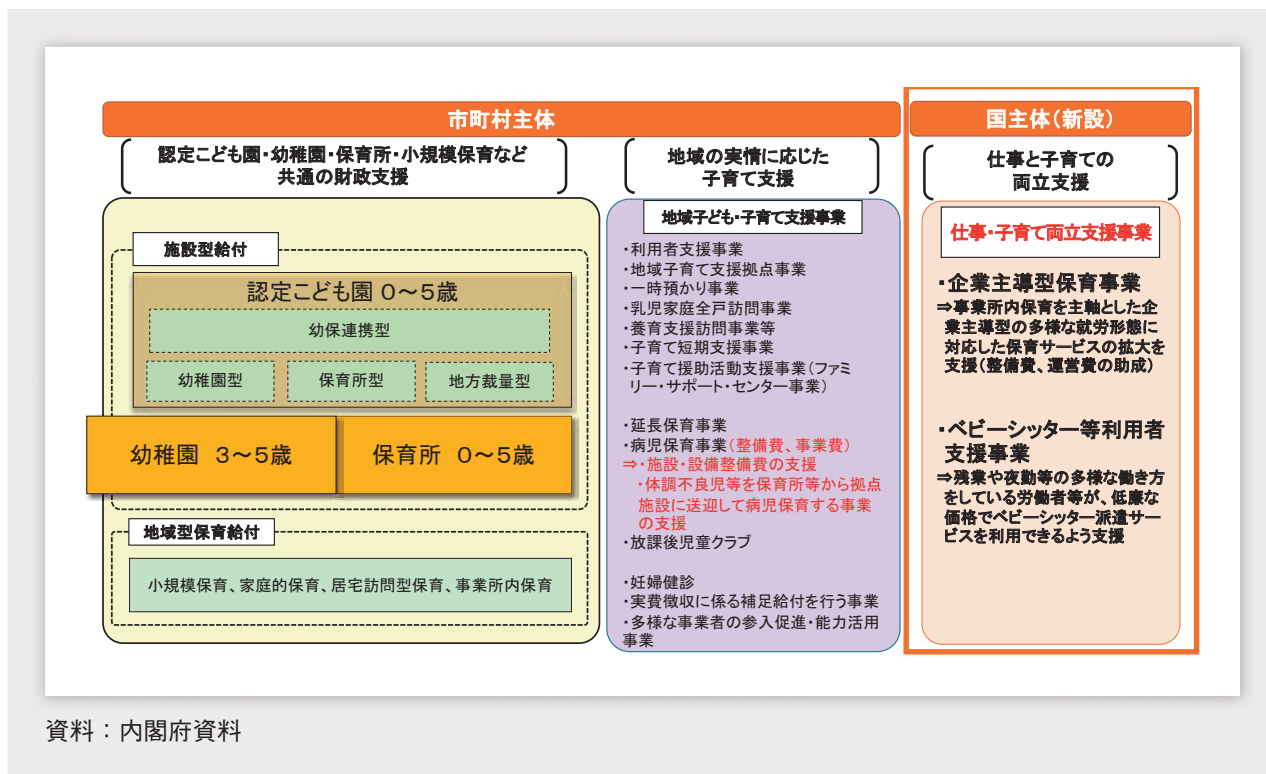 市町村主体
認定こども園・幼稚園・保育所・小規模保育など
共通の財政支援
施設型給付
認定こども園 0～5歳
幼保連携型
幼稚園型
保育所型
地方裁量型
幼稚園 3～5歳
保育所 0～5歳
地域型保育給付
小規模保育、家庭的保育、居宅訪問型保育、事業所内保育
地域の実情に応じた
子育て支援
地域子ども・子育て支援事業
・利用者支援事業
・地域子育て支援拠点事業
・一時預かり事業
・乳児家庭全戸訪問事業
・養育支援訪問事業等
・子育て短期支援事業
・子育て援助活動支援事業(ファミ
リー・サポート・センター事業)
・延長保育事業
・病児保育事業(整備費、事業費)
⇒・施設・設備整備費の支援
・体調不良児等を保育所等から拠点
施設に送迎して病児保育する事業
の支援
・放課後児童クラブ
・妊婦健診
・実費徴収に係る補足給付を行う事業
・多様な事業者の参入促進・能力活用
事業
国主体(新設)
仕事と子育ての
両立支援
仕事・子育て両立支援事業
・企業主導型保育事業
⇒事業所内保育を主軸とした企
業主導型の多様な就労形態に
対応した保育サービスの拡大を
支援(整備費、運営費の助成)
・ベビーシッター等利用者
支援事業
⇒残業や夜勤等の多様な働き方
をしている労働者等が、低廉な
価格でベビーシッター派遣サー
ビスを利用できるよう支援
資料：内閣府資料